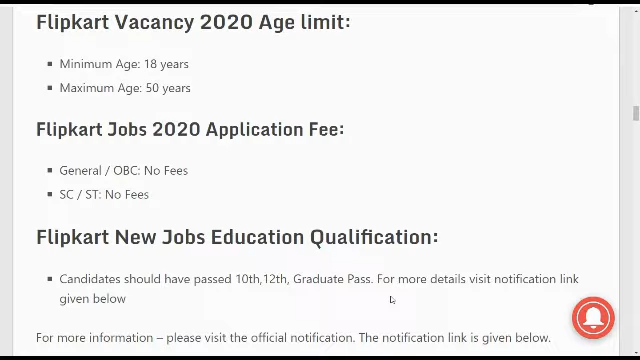 Flipkart Vacancy 2020 Age limit:
Minimum Age: 18 years
Maximum Age: 50 years
Flipkart Jobs 2020 Application Fee:
General / OBC: No Fees
SC / ST: No Fees
Flipkart New Jobs Education Qualification:
Candidates should have passed 10th,12th, Graduate Pass. For more details visit notification link
given below
For more information – please visit the official notification. The notification link is given below.